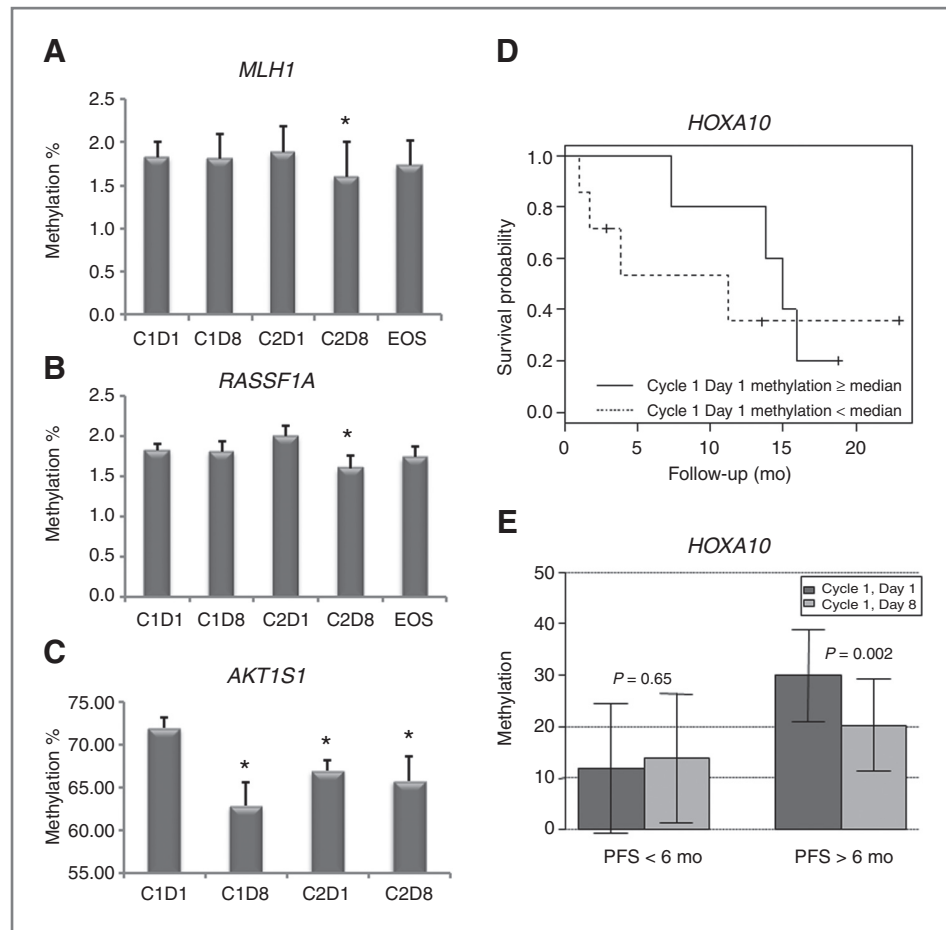 A
MLH1
Methylation %
2.5
2.0
1.5
1.0
0.5
0.0
*
C1D1 C1D8 C2D1 C2D8 EOS
B
RASSF1A
Methylation %
2.5
2.0
1.5
1.0
0.5
0.0
*
C1D1 C1D8 C2D1 C2D8 EOS
C
AKT1S1
Methylation %
75.00
70.00
65.00
60.00
55.00
* * *
C1D1 C1D8 C2D1 C2D8
D
HOXA10
Survival probability
1.0
0.8
0.6
0.4
0.2
0.0
Cycle 1 Day 1 methylation ≥ median
Cycle 1 Day 1 methylation < median
0 5 10 15 20
Follow-up (mo)
E
HOXA10
Methylation
50
40
30
20
10
0
Cycle 1, Day 1
Cycle 1, Day 8
P = 0.65
P = 0.002
PFS < 6 mo PFS > 6 mo